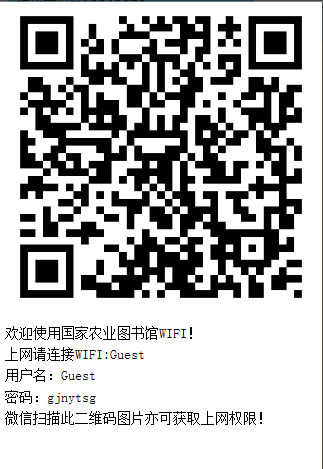 欢迎使用国家农业图书馆WIFI!
上网请连接WIFI:Guest
用户名: Guest
密码: gjnytsg
微信扫描此二维码图片亦可获取上网权限!